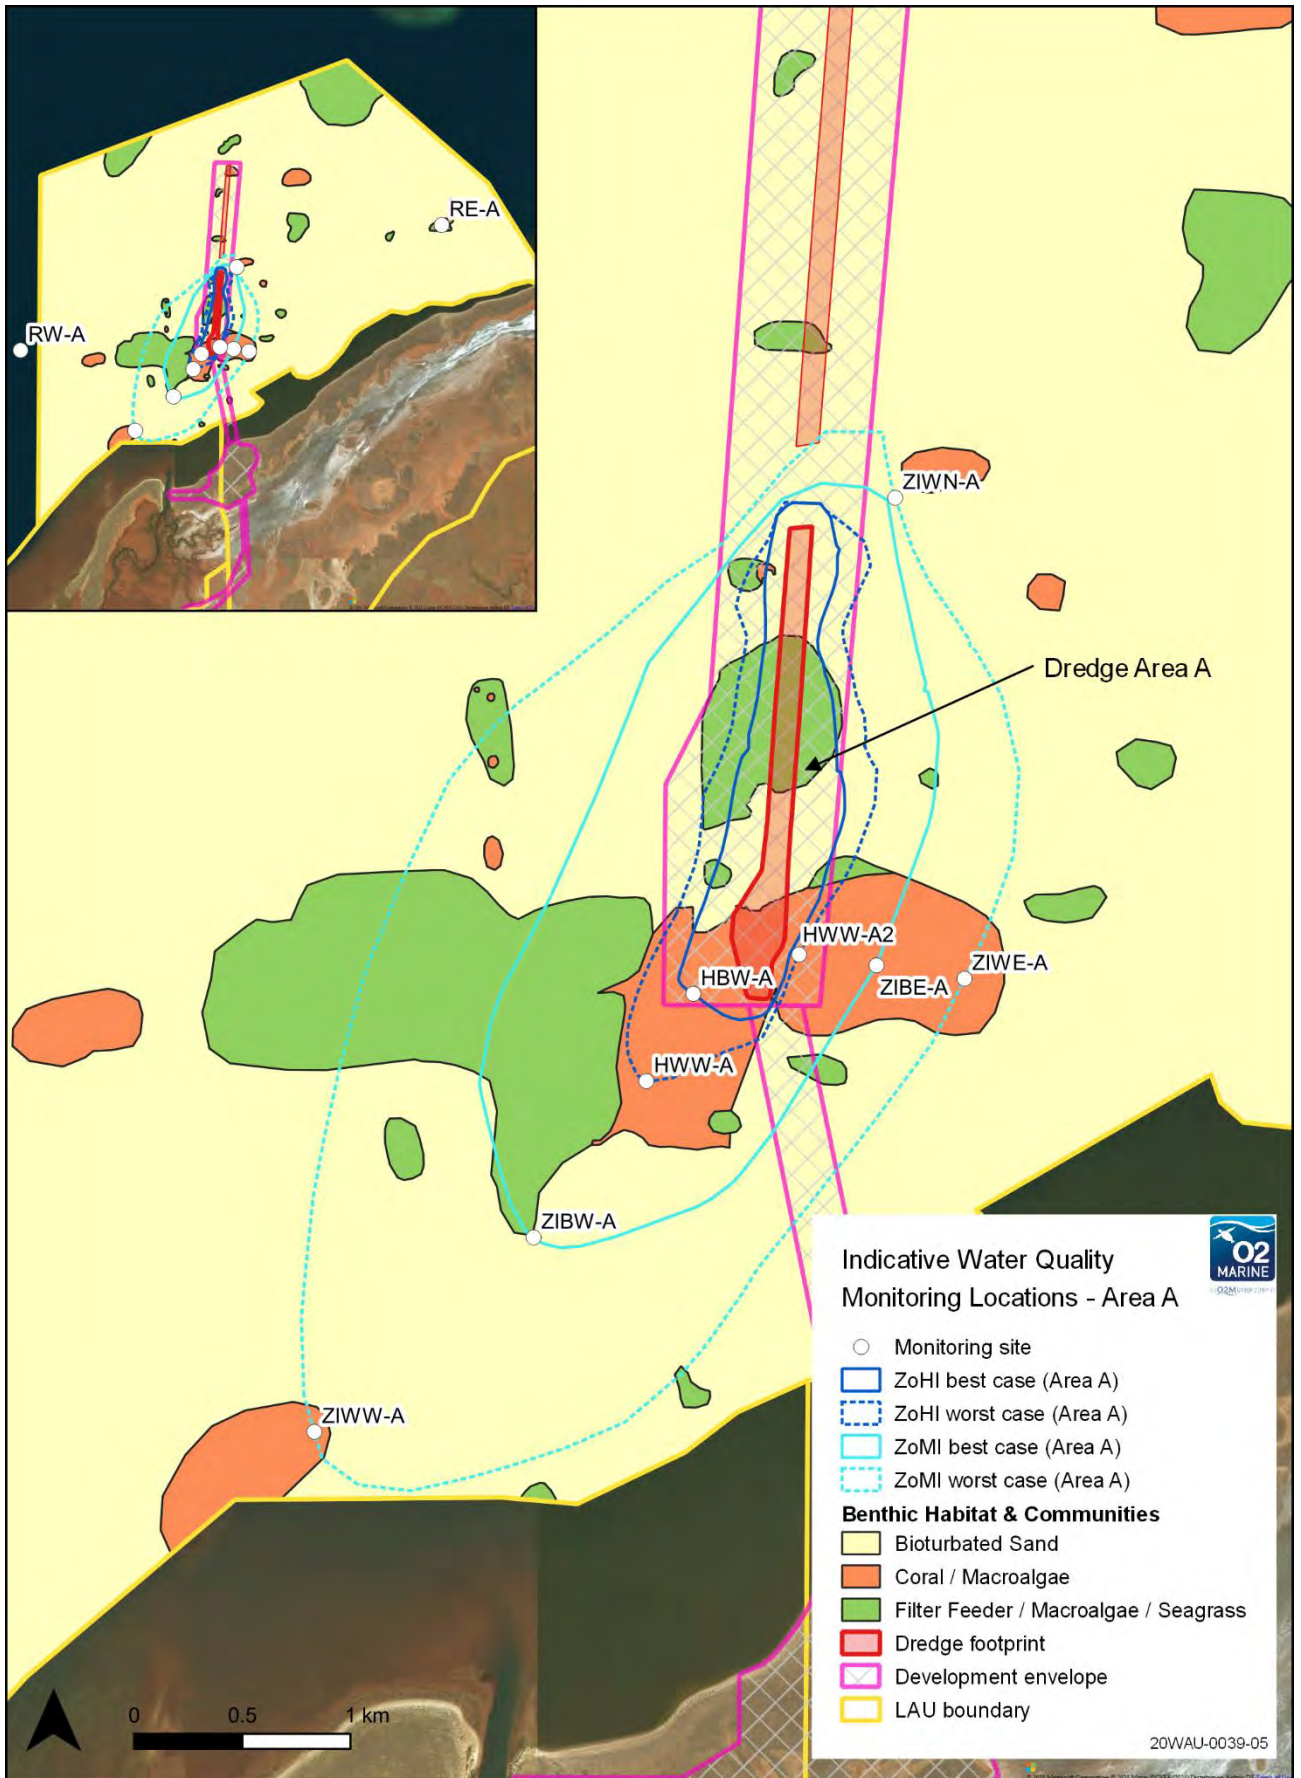 RE-A
RW-A
ZIWN-A
Dredge Area A
HWW-A2
HBW-A
ZIWE-A
ZIBE-A
HWW-A
ZIBW-A
ZIWW-A
Indicative Water Quality
Monitoring Locations - Area A
O2
MARINE
Monitoring site
ZoHI best case (Area A)
ZoHI worst case (Area A)
ZoMI best case (Area A)
ZoMI worst case (Area A)
Benthic Habitat & Communities
Bioturbated Sand
Coral / Macroalgae
Filter Feeder / Macroalgae / Seagrass
Dredge footprint
Development envelope
LAU boundary
0 0.5 1 km
20WAU-0039-05